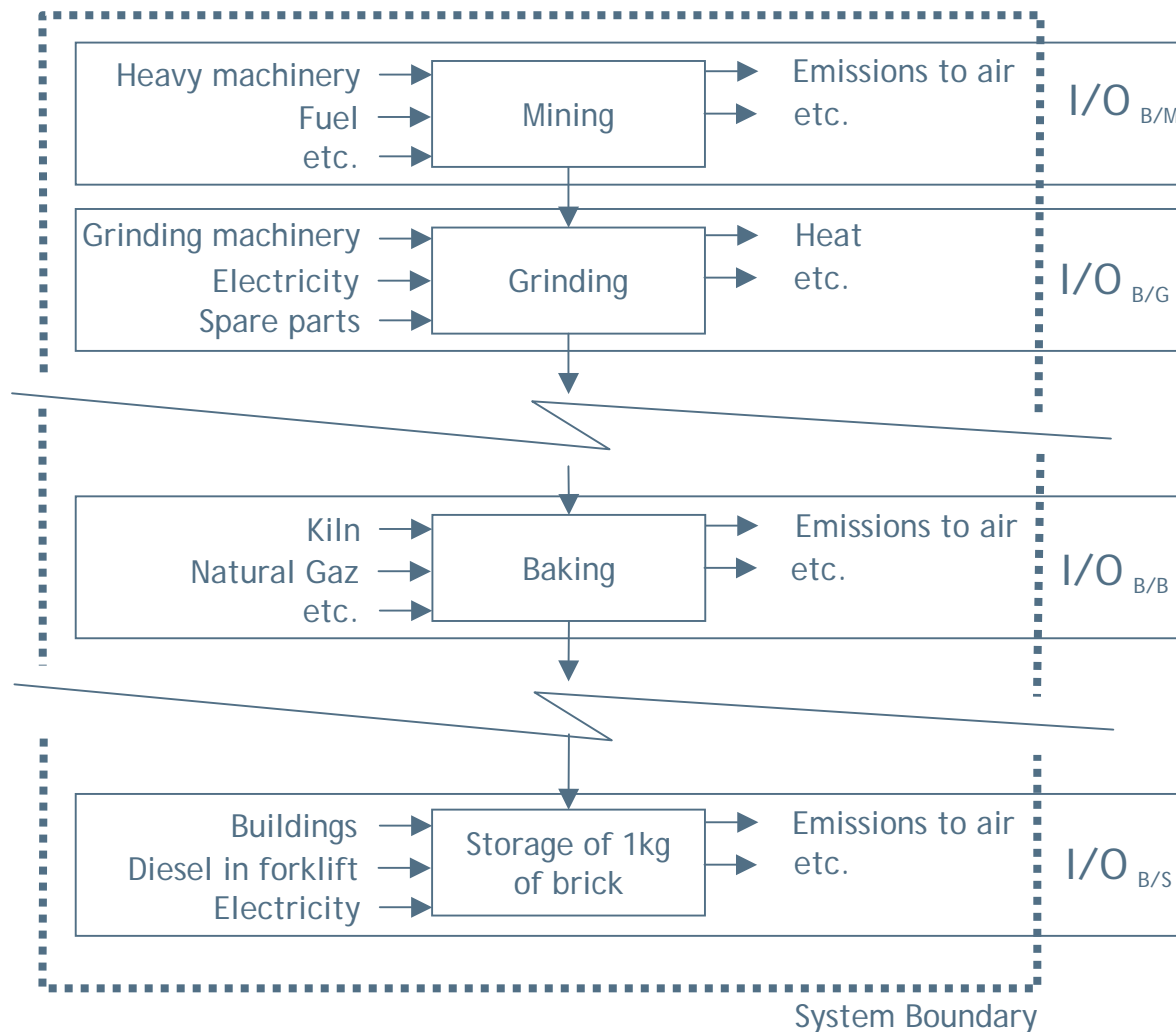 Heavy machinery
Fuel
etc.
Mining
Emissions to air
etc.
I/O B/M
Grinding machinery
Electricity
Spare parts
Grinding
Heat
etc.
I/O B/G
Kiln
Natural Gaz
etc.
Baking
Emissions to air
etc.
I/O B/B
Buildings
Diesel in forklift
Electricity
Storage of 1kg
of brick
Emissions to air
etc.
I/O B/S
System Boundary